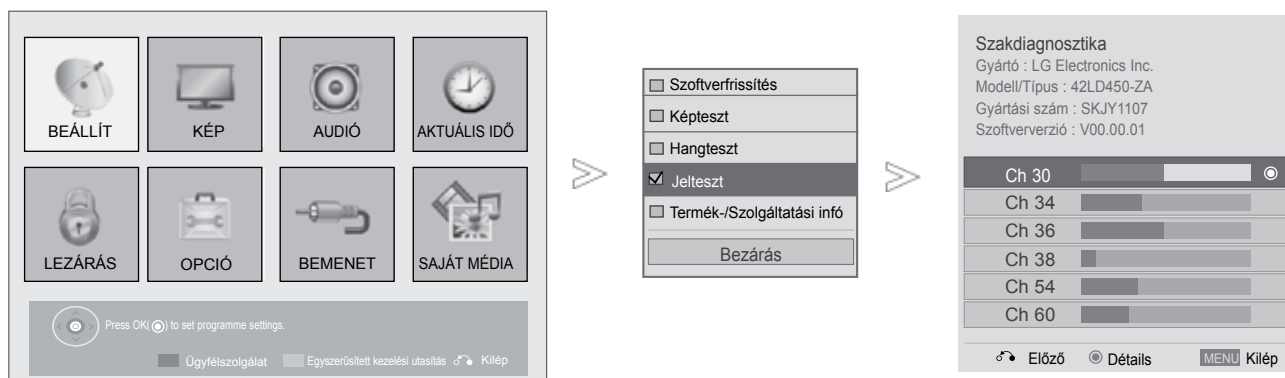 BEÁLLÍT
KÉP
AUDIÓ
AKTUÁLIS IDŐ
LEZÁRÁS
OPCIÓ
BEMENET
SAJÁT MÉDIA
Press OK(◉) to set programme settings.
Ügyfélszolgálat Egyszerűsített kezelési utasítás Kilép
Szoftverfrissítés
Képteszt
Hangteszt
Jelteszt
Termék-/Szolgáltatási infó
Bezárás
Szakdiagnosztika
Gyártó : LG Electronics Inc.
Modell/Típus : 42LD450-ZA
Gyártási szám : SKJY1107
Szoftververzió : V00.00.01
Ch 30
Ch 34
Ch 36
Ch 38
Ch 54
Ch 60
Előző Détails MENU Kilép